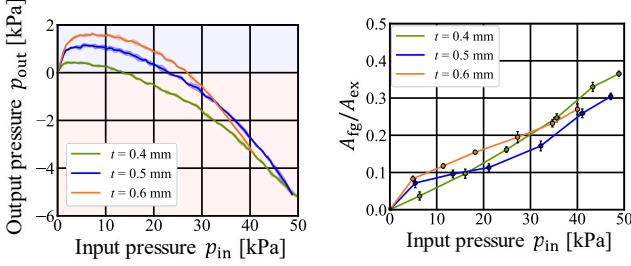 Output pressure p_out [kPa]
2
0
−2
−4
−6
t = 0.4 mm
t = 0.5 mm
t = 0.6 mm
0 10 20 30 40 50
Input pressure p_in [kPa]
A_fg/A_ex
0.5
0.4
0.3
0.2
0.1
0.0
t = 0.4 mm
t = 0.5 mm
t = 0.6 mm
0 10 20 30 40 50
Input pressure p_in [kPa]